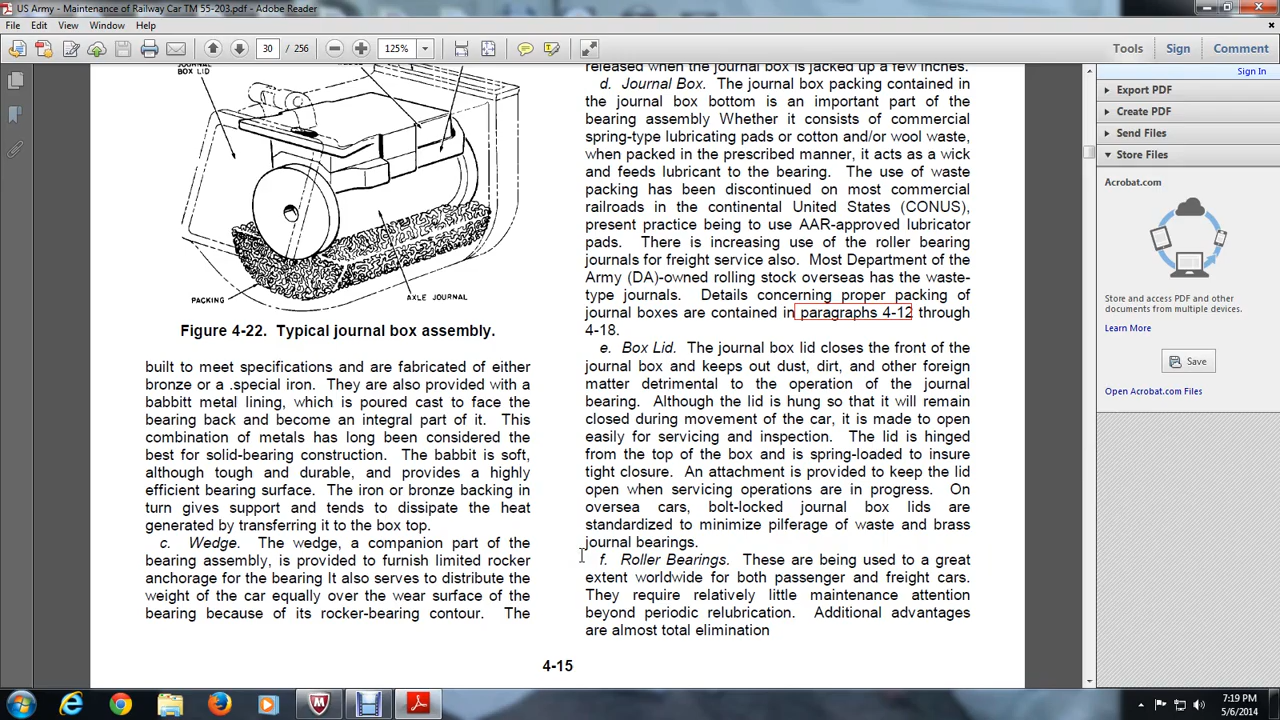 US Army - Maintenance of Railway Car TM 55-203.pdf - Adobe Reader
File Edit View Window Help
30 / 256
125%
Tools Sign Comment
Sign In
Export PDF
Create PDF
Send Files
Store Files
Acrobat.com
Store and access PDF and other
documents from multiple devices.
Learn More
Save
Open Acrobat.com Files
JOURNAL
BOX LID
PACKING
AXLE JOURNAL
Figure 4-22. Typical journal box assembly.
built to meet specifications and are fabricated of either
bronze or a .special iron. They are also provided with a
babbitt metal lining, which is poured cast to face the
bearing back and become an integral part of it. This
combination of metals has long been considered the
best for solid-bearing construction. The babbit is soft,
although tough and durable, and provides a highly
efficient bearing surface. The iron or bronze backing in
turn gives support and tends to dissipate the heat
generated by transferring it to the box top.
c. Wedge. The wedge, a companion part of the
bearing assembly, is provided to furnish limited rocker
anchorage for the bearing It also serves to distribute the
weight of the car equally over the wear surface of the
bearing because of its rocker-bearing contour. The
released when the journal box is jacked up a few inches.
d. Journal Box. The journal box packing contained in
the journal box bottom is an important part of the
bearing assembly Whether it consists of commercial
spring-type lubricating pads or cotton and/or wool waste,
when packed in the prescribed manner, it acts as a wick
and feeds lubricant to the bearing. The use of waste
packing has been discontinued on most commercial
railroads in the continental United States (CONUS),
present practice being to use AAR-approved lubricator
pads. There is increasing use of the roller bearing
journals for freight service also. Most Department of the
Army (DA)-owned rolling stock overseas has the waste-
type journals. Details concerning proper packing of
journal boxes are contained in paragraphs 4-12 through
4-18.
e. Box Lid. The journal box lid closes the front of the
journal box and keeps out dust, dirt, and other foreign
matter detrimental to the operation of the journal
bearing. Although the lid is hung so that it will remain
closed during movement of the car, it is made to open
easily for servicing and inspection. The lid is hinged
from the top of the box and is spring-loaded to insure
tight closure. An attachment is provided to keep the lid
open when servicing operations are in progress. On
oversea cars, bolt-locked journal box lids are
standardized to minimize pilferage of waste and brass
journal bearings.
f. Roller Bearings. These are being used to a great
extent worldwide for both passenger and freight cars.
They require relatively little maintenance attention
beyond periodic relubrication. Additional advantages
are almost total elimination
4-15
7:19 PM
5/6/2014